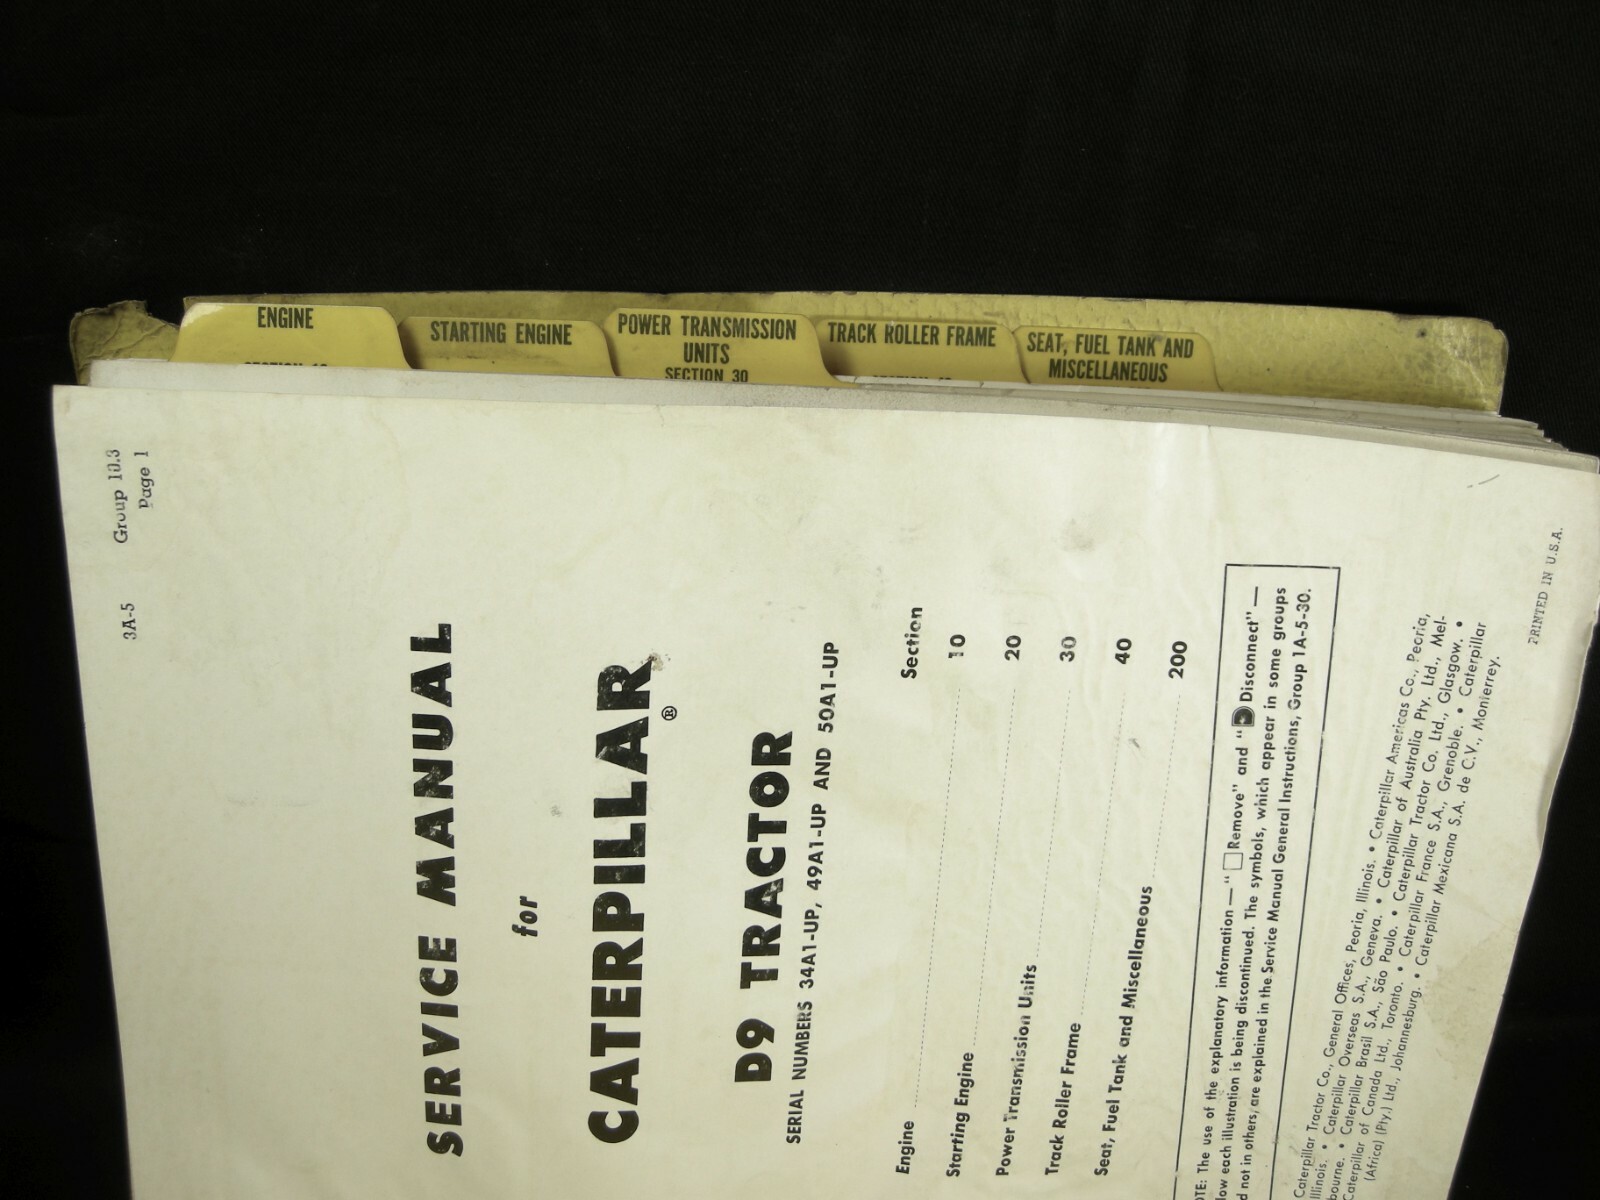 ENGINE
STARTING ENGINE
POWER TRANSMISSION
UNITS
SECTION 30
TRACK ROLLER FRAME
SEAT, FUEL TANK AND
MISCELLANEOUS
3A-5 Group 10.3
Page 1
SERVICE MANUAL
for
CATERPILLAR®
D9 TRACTOR
SERIAL NUMBERS 34A1-UP, 49A1-UP AND 50A1-UP
Section
Engine 10
Starting Engine 20
Power Transmission Units 30
Track Roller Frame 40
Seat, Fuel Tank and Miscellaneous 200
The use of the explanatory information — "□ Remove" and "D Disconnect" —
each illustration is being discontinued. The symbols, which appear in some groups
not in others, are explained in the Service Manual General Instructions, Group 1A-5-30.
Caterpillar Tractor Co., General Offices, Peoria, Illinois. • Caterpillar Americas Co., Peoria,
Illinois. • Caterpillar Overseas S.A., Geneva. • Caterpillar of Australia Pty. Ltd., Mel-
bourne. • Caterpillar Brasil S.A., São Paulo. • Caterpillar Tractor Co. Ltd., Glasgow. •
Caterpillar of Canada Ltd., Toronto. • Caterpillar France S.A., Grenoble. • Caterpillar
(Africa) (Pty.) Ltd., Johannesburg. • Caterpillar Mexicana S.A. de C.V., Monterrey.
PRINTED IN U.S.A.